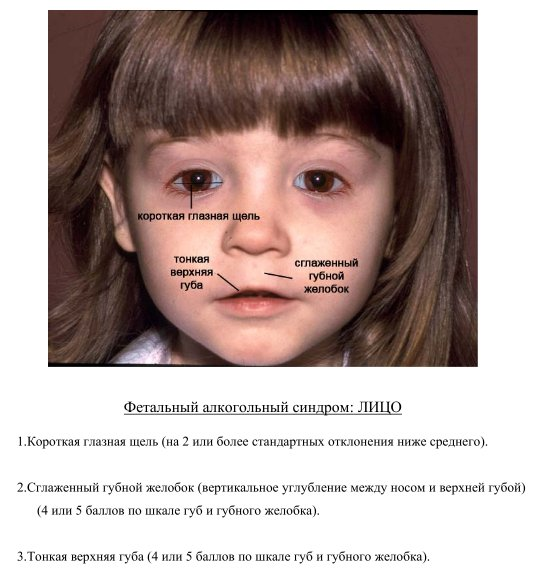 короткая глазная щель
тонкая
верхняя
губа
сглаженный
губной
желобок
Фетальный алкогольный синдром: ЛИЦО
1.Короткая глазная щель (на 2 или более стандартных отклонения ниже среднего).
2.Сглаженный губной желобок (вертикальное углубление между носом и верхней губой)
(4 или 5 баллов по шкале губ и губного желобка).
3.Тонкая верхняя губа (4 или 5 баллов по шкале губ и губного желобка).